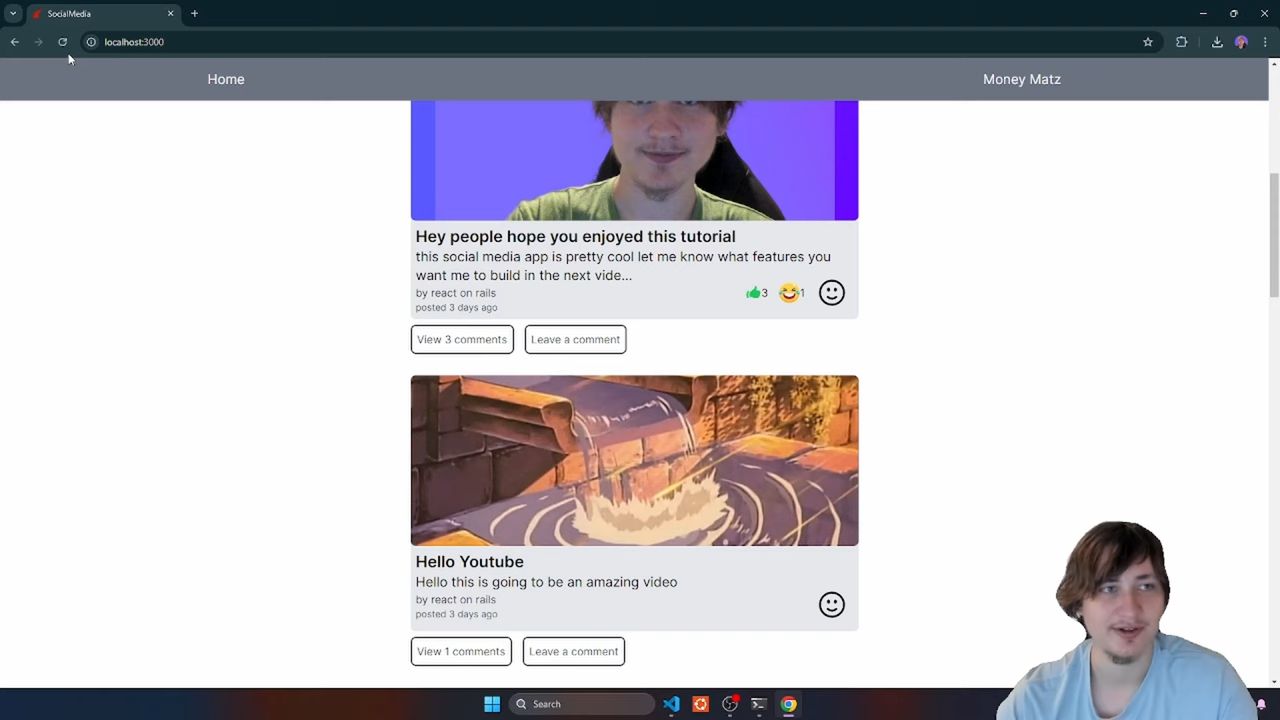 SocialMedia
localhost:3000
Home
Money Matz
Hey people hope you enjoyed this tutorial
this social media app is pretty cool let me know what features you
want me to build in the next vide...
by react on rails
3
1
posted 3 days ago
View 3 comments
Leave a comment
Hello Youtube
Hello this is going to be an amazing video
by react on rails
posted 3 days ago
View 1 comments
Leave a comment
Search